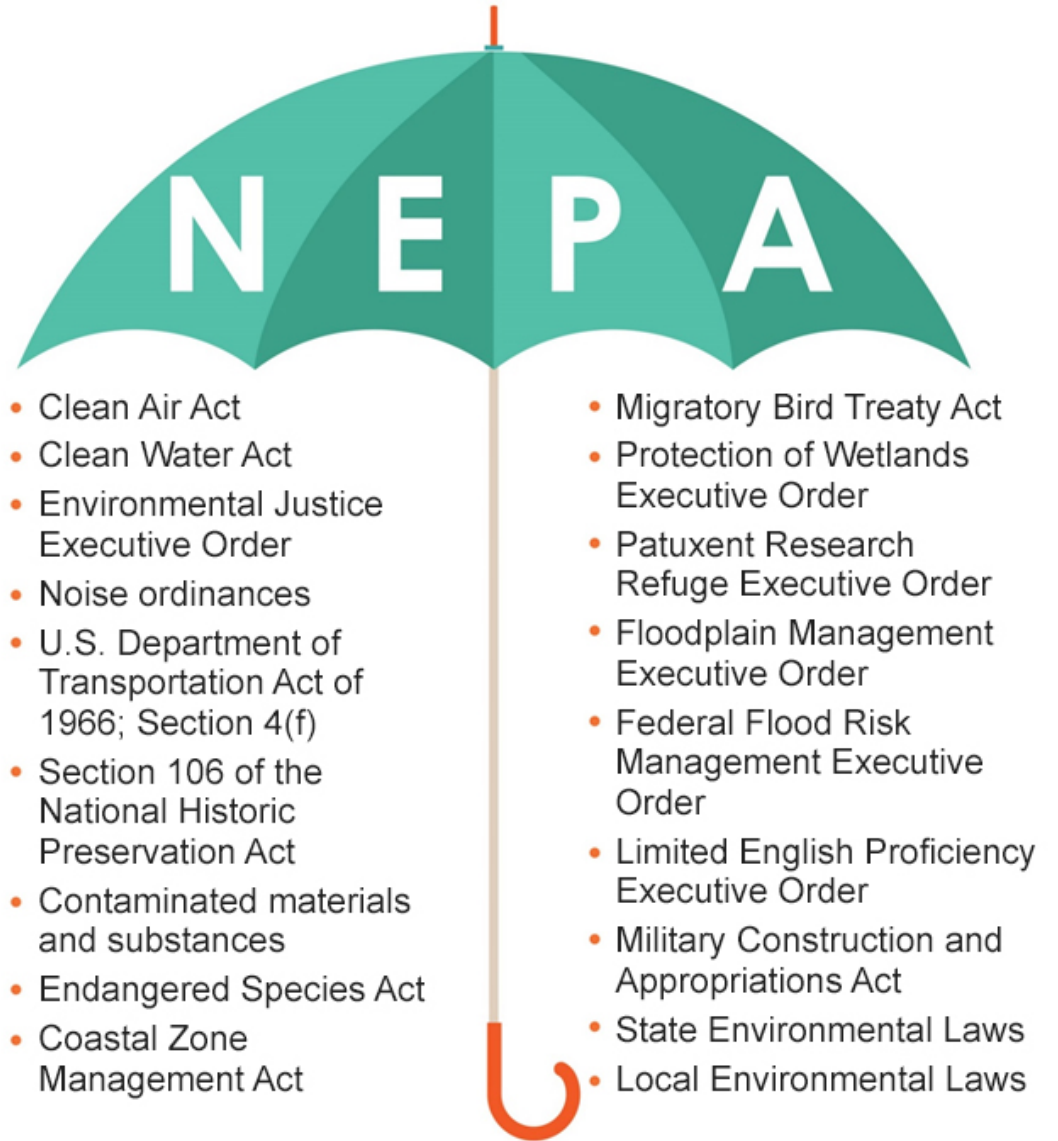 NEPA
• Clean Air Act
• Clean Water Act
• Environmental Justice
Executive Order
• Noise ordinances
• U.S. Department of
Transportation Act of
1966; Section 4(f)
• Section 106 of the
National Historic
Preservation Act
• Contaminated materials
and substances
• Endangered Species Act
• Coastal Zone
Management Act
• Migratory Bird Treaty Act
• Protection of Wetlands
Executive Order
• Patuxent Research
Refuge Executive Order
• Floodplain Management
Executive Order
• Federal Flood Risk
Management Executive
Order
• Limited English Proficiency
Executive Order
• Military Construction and
Appropriations Act
• State Environmental Laws
• Local Environmental Laws